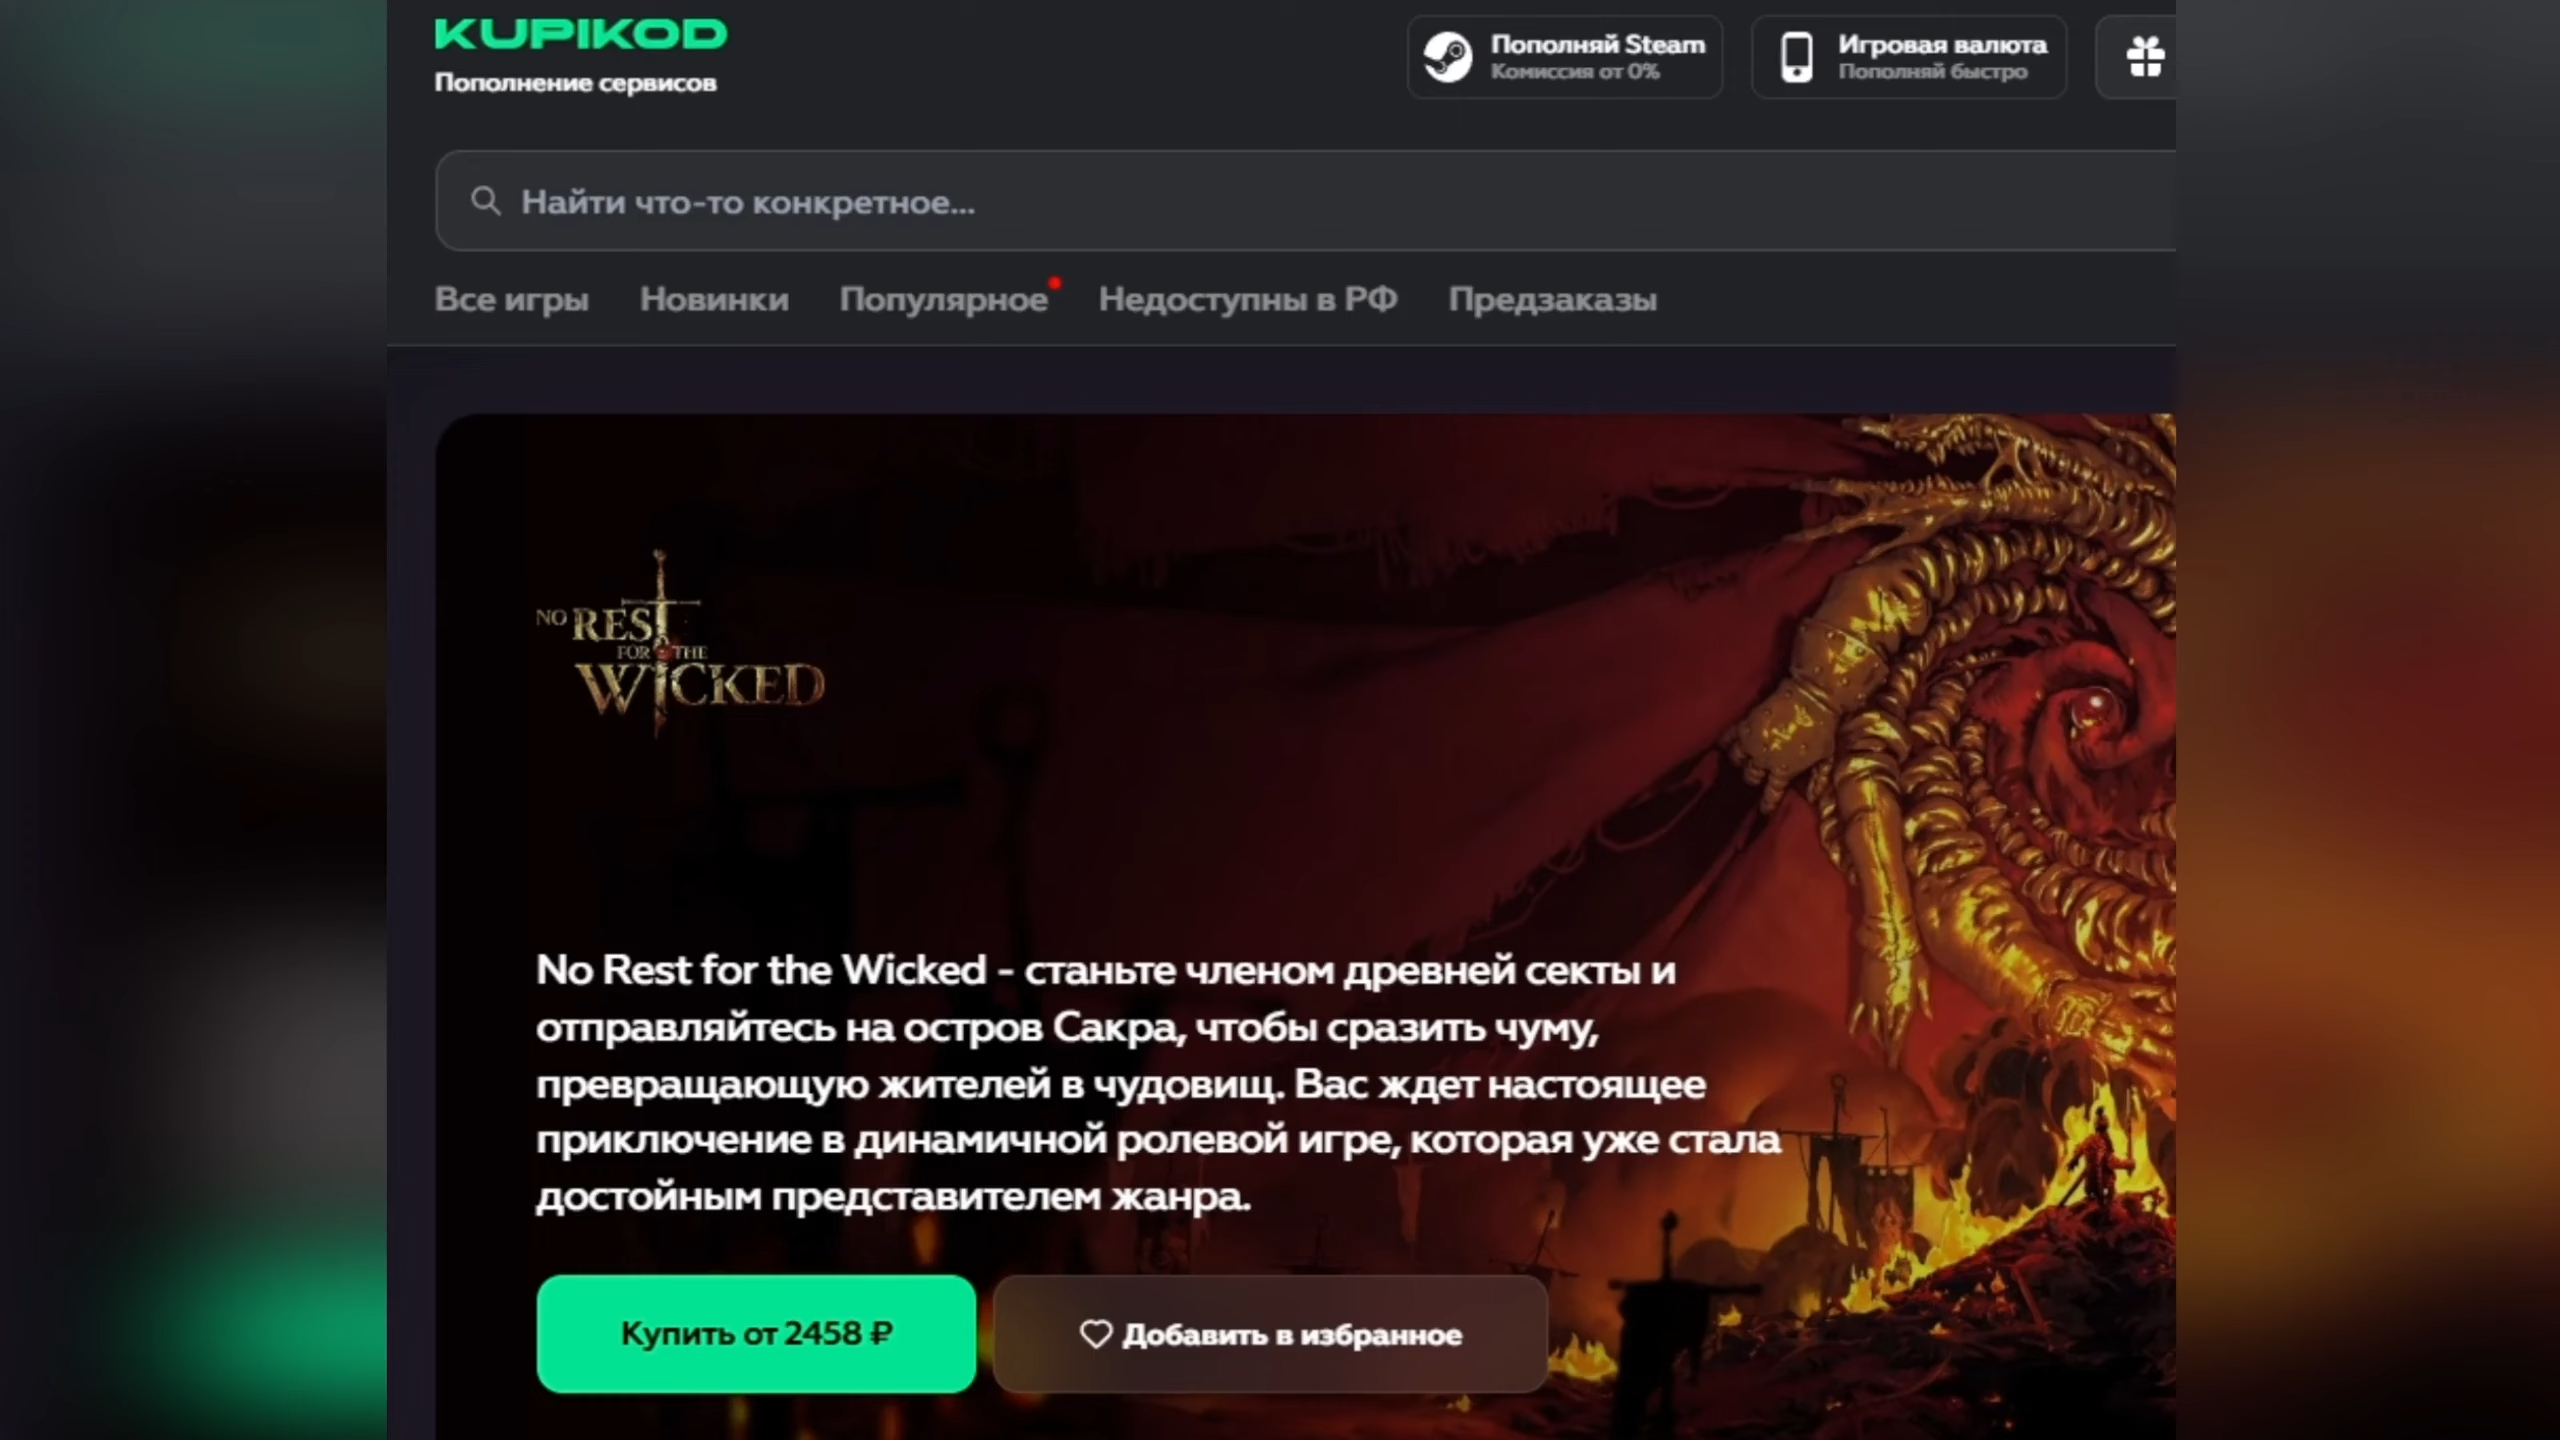 KUPIKOD
Пополнение сервисов
Пополняй Steam
Комиссия от 0%
Игровая валюта
Пополняй быстро
Найти что-то конкретное...
Все игры
Новинки
Популярное
Недоступны в РФ
Предзаказы
NO REST
FOR THE
WICKED
No Rest for the Wicked - станьте членом древней секты и
отправляйтесь на остров Сакра, чтобы сразить чуму,
превращающую жителей в чудовищ. Вас ждет настоящее
приключение в динамичной ролевой игре, которая уже стала
достойным представителем жанра.
Купить от 2458 ₽
Добавить в избранное